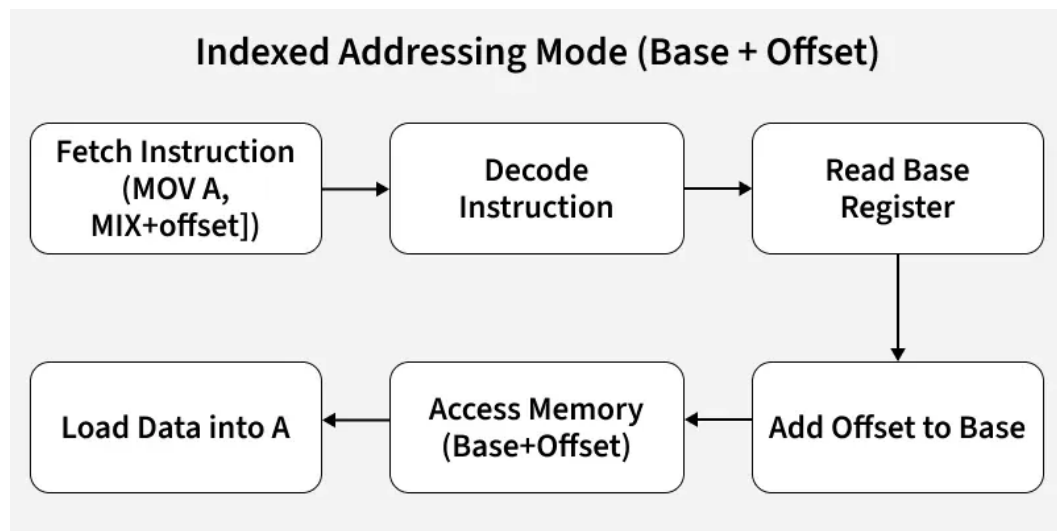 Indexed Addressing Mode (Base + Offset)
Fetch Instruction
(MOV A,
MIX+offset])
Decode
Instruction
Read Base
Register
Add Offset to Base
Access Memory
(Base+Offset)
Load Data into A